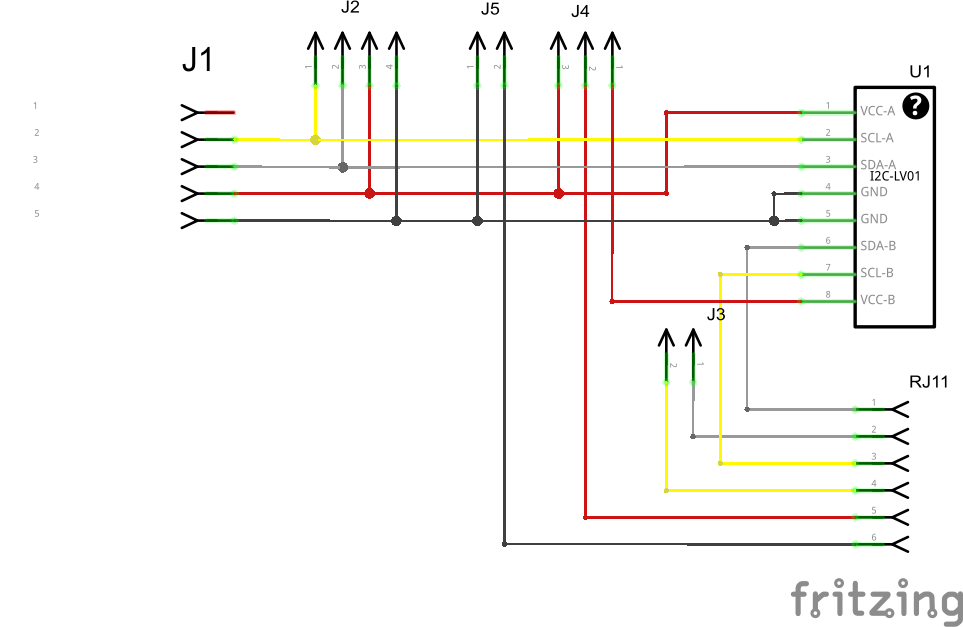 J2 J5 J4
J1
U1
1 2 3 4 1 2 3 2 1
1 1 VCC-A ?
2 2 SCL-A
3 3 SDA-A
I2C-LV01
4 4 GND
5 5 GND
6 SDA-B
7 SCL-B
8 VCC-B
J3
2 1
RJ11
1
2
3
4
5
6
fritzing